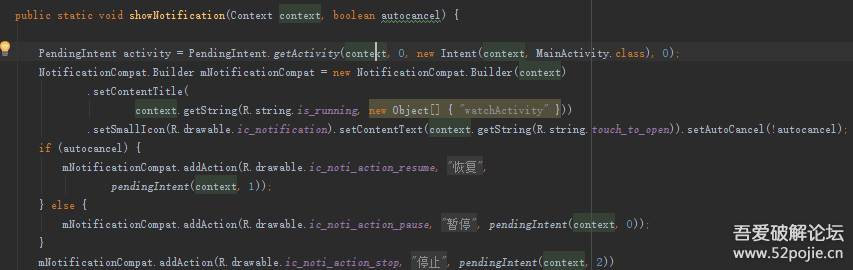 public static void showNotification(Context context, boolean autocancel) {
PendingIntent activity = PendingIntent.getActivity(context, 0, new Intent(context, MainActivity.class), 0);
NotificationCompat.Builder mNotificationCompat = new NotificationCompat.Builder(context)
.setContentTitle(
context.getString(R.string.is_running, new Object[] { "watchActivity" }))
.setSmallIcon(R.drawable.ic_notification).setContentText(context.getString(R.string.touch_to_open)).setAutoCancel(!autocancel);
if (autocancel) {
mNotificationCompat.addAction(R.drawable.ic_noti_action_resume, "恢复",
pendingIntent(context, 1));
} else {
mNotificationCompat.addAction(R.drawable.ic_noti_action_pause, "暂停", pendingIntent(context, 0));
}
mNotificationCompat.addAction(R.drawable.ic_noti_action_stop, "停止", pendingIntent(context, 2))
吾爱破解论坛
www.52pojie.cn